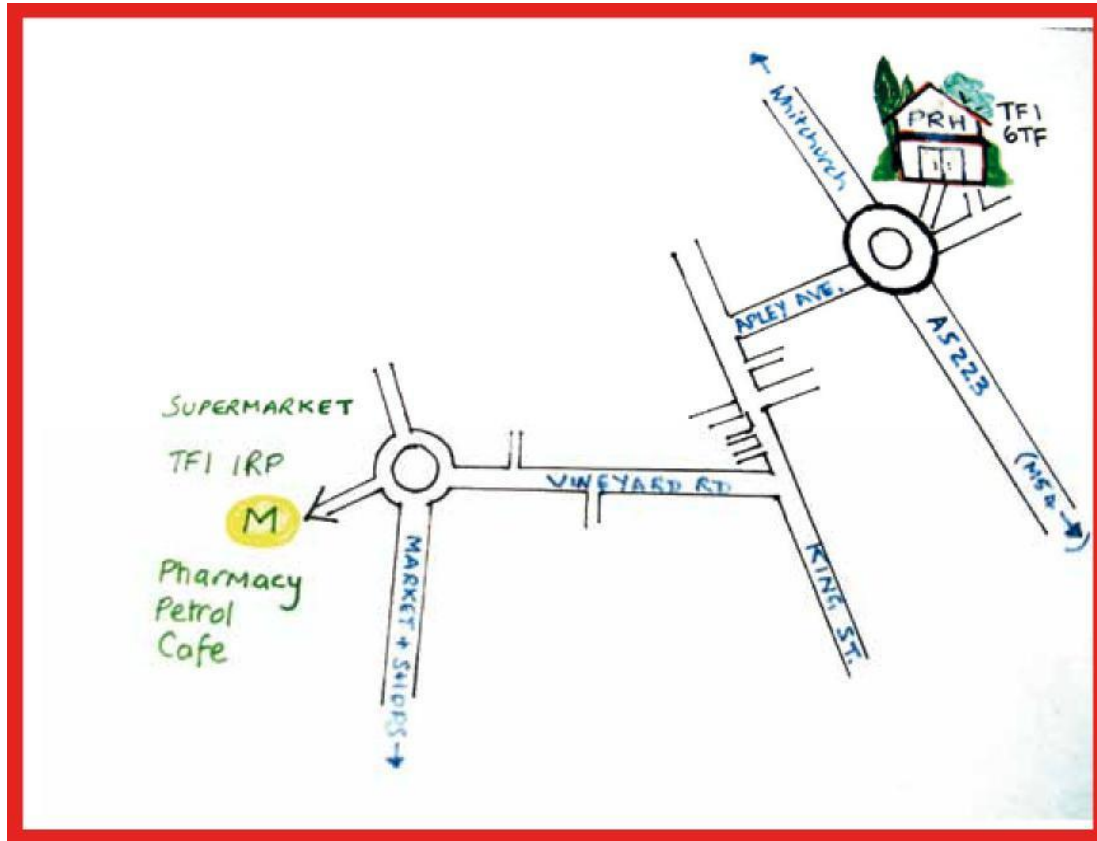 ← Whitchurch
PRH
TF1
6TF
APLEY AVE.
A5223
(M54 →)
SUPERMARKET
TF1 1RP
M
Pharmacy
Petrol
Cafe
VINEYARD RD
MARKET + SHOPS →
KING ST.